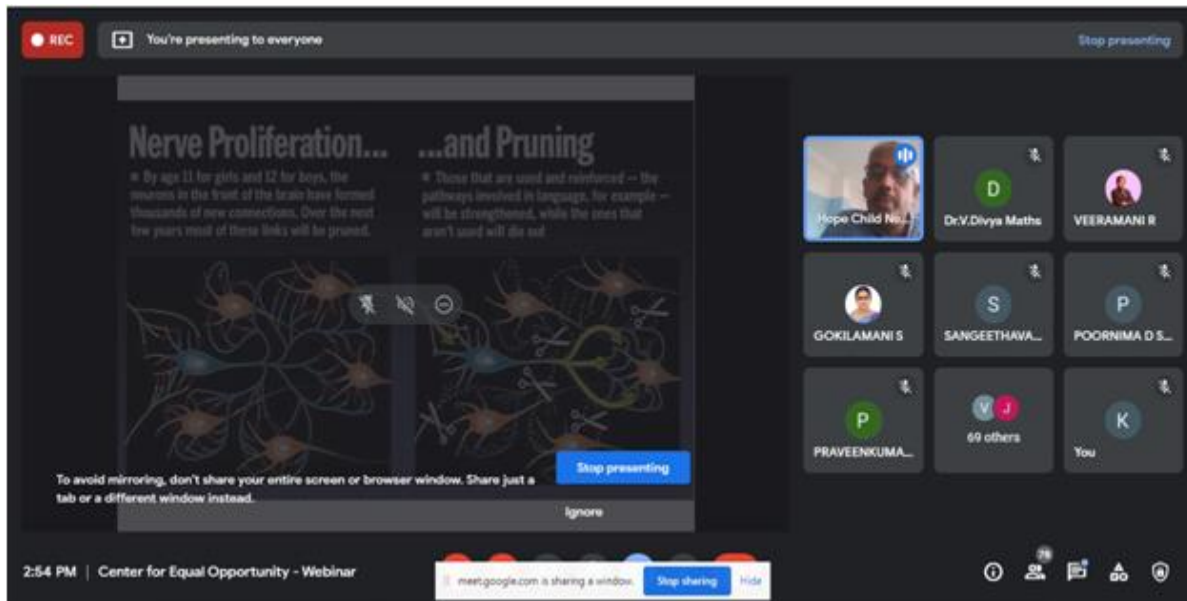 REC
You're presenting to everyone
Stop presenting
Nerve Proliferation...
By age 11 for girls and 12 for boys, the
neurons in the front of the brain have formed
thousands of new connections. Over the next
few years most of these links will be pruned.
...and Pruning
Those that are used and reinforced — the
pathways involved in language, for example —
will be strengthened, while the ones that
aren't used will die out
To avoid mirroring, don't share your entire screen or browser window. Share just a
tab or a different window instead.
Stop presenting
Ignore
Hope Child Ne...
D
Dr.V.Divya Maths
VEERAMANI R
GOKILAMANI S
S
SANGEETHAVA...
P
POORNIMA D S...
P
PRAVEENKUMA...
V J
69 others
K
You
2:54 PM | Center for Equal Opportunity - Webinar
meet.google.com is sharing a window.
Stop sharing
Hide